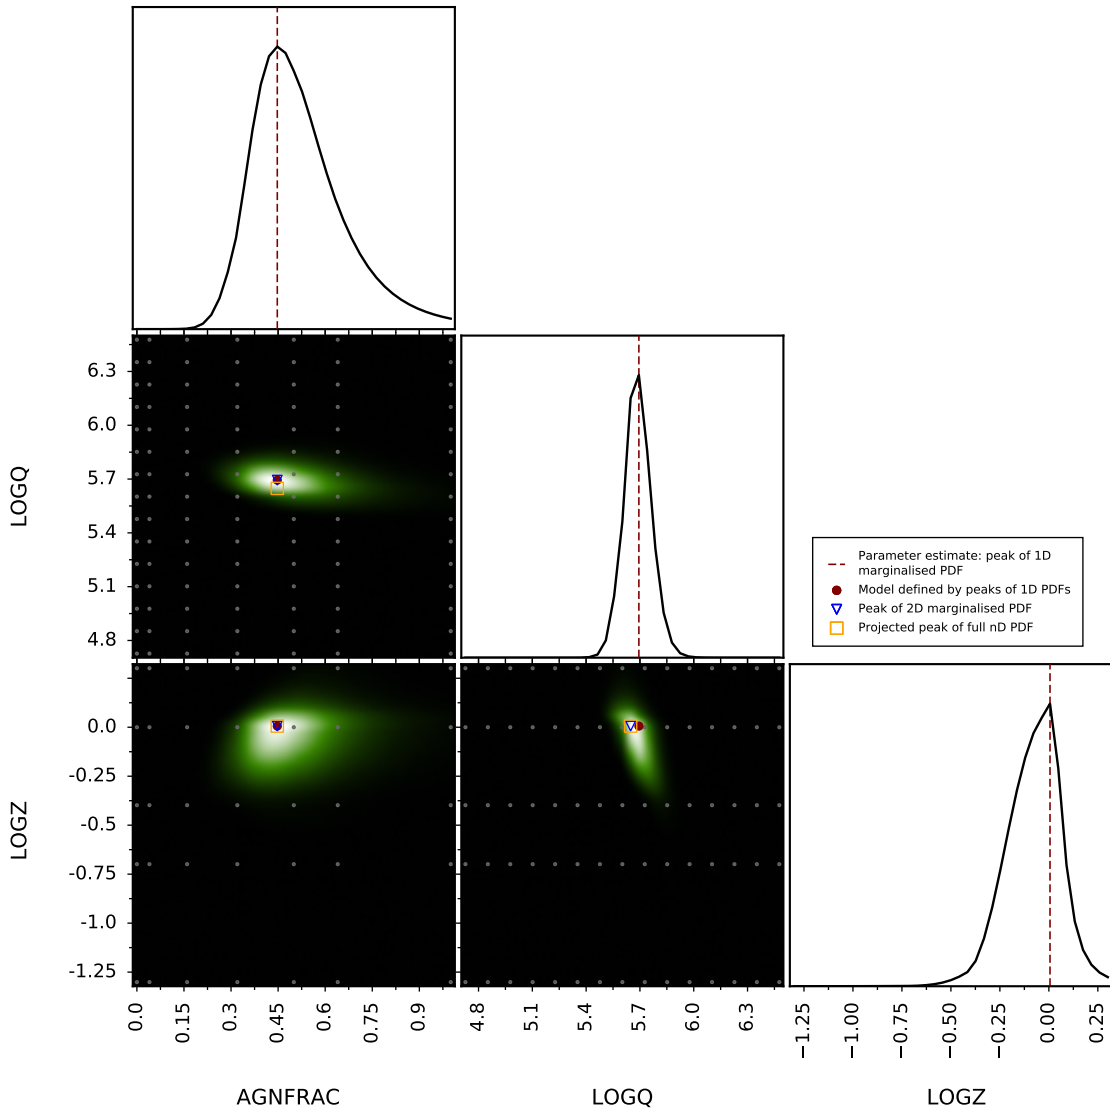 6.3
6.0
5.7
5.4
5.1
4.8
LOGQ
Parameter estimate: peak of 1D
marginalised PDF
Model defined by peaks of 1D PDFs
Peak of 2D marginalised PDF
Projected peak of full nD PDF
0.0
-0.25
-0.5
-0.75
-1.0
-1.25
LOGZ
0.0 0.15 0.3 0.45 0.6 0.75 0.9
4.8 5.1 5.4 5.7 6.0 6.3
−1.25 −1.00 −0.75 −0.50 −0.25 0.00 0.25
AGNFRAC
LOGQ
LOGZ